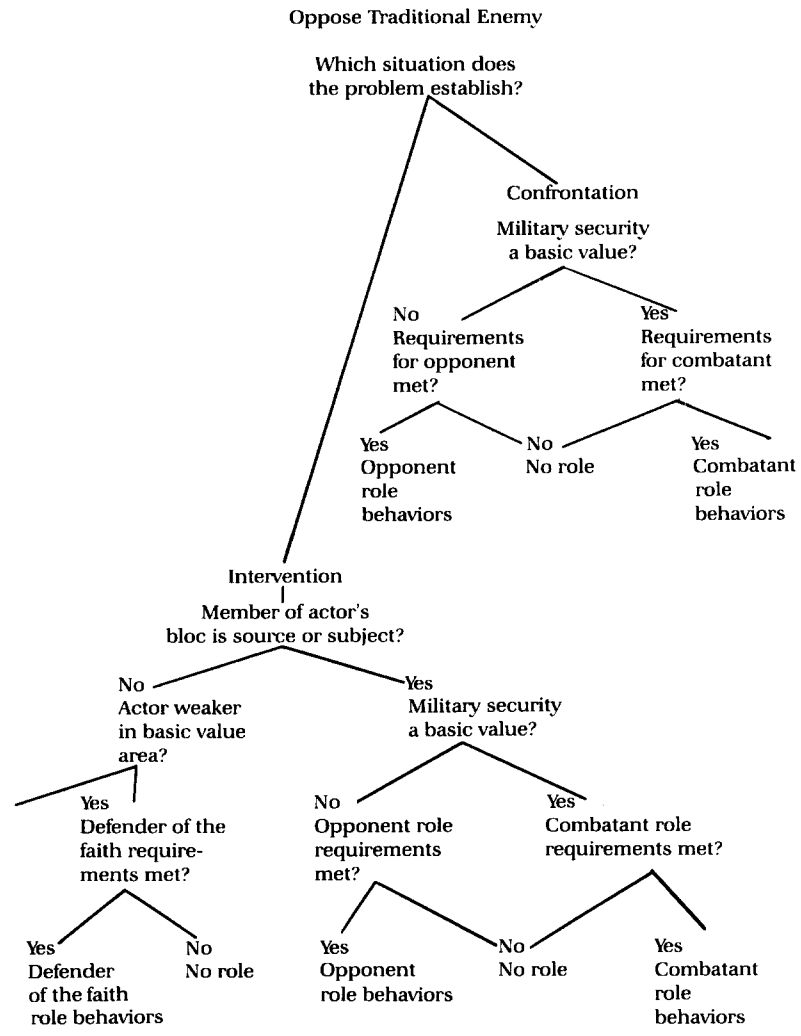 Oppose Traditional Enemy
Which situation does
the problem establish?
Confrontation
Military security
a basic value?
No
Requirements
for opponent
met?
Yes
Requirements
for combatant
met?
Yes
Opponent
role
behaviors
No
No role
Yes
Combatant
role
behaviors
Intervention
Member of actor's
bloc is source or subject?
No
Actor weaker
in basic value
area?
Yes
Military security
a basic value?
Yes
Defender of the
faith require-
ments met?
No
Opponent role
requirements
met?
Yes
Combatant role
requirements met?
Yes
Defender
of the faith
role behaviors
No
No role
Yes
Opponent
role behaviors
No
No role
Yes
Combatant
role
behaviors